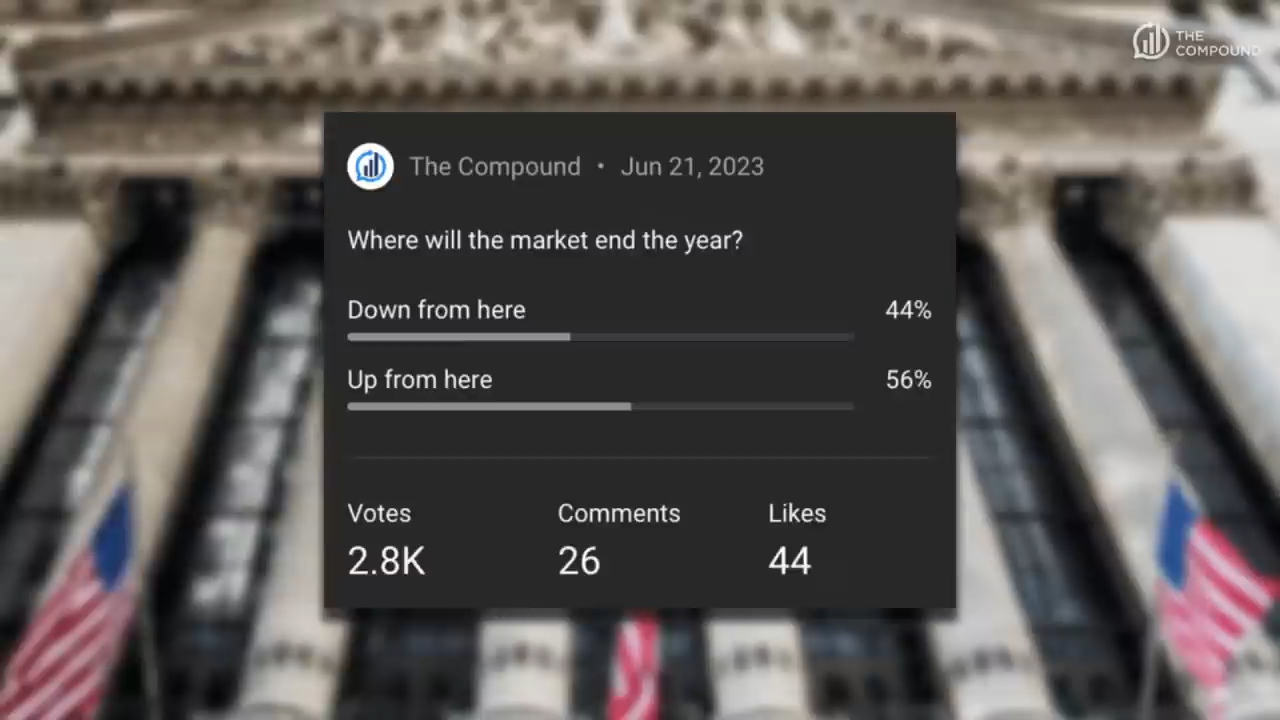 THE
COMPOUND
The Compound • Jun 21, 2023
Where will the market end the year?
Down from here 44%
Up from here 56%
Votes Comments Likes
2.8K 26 44